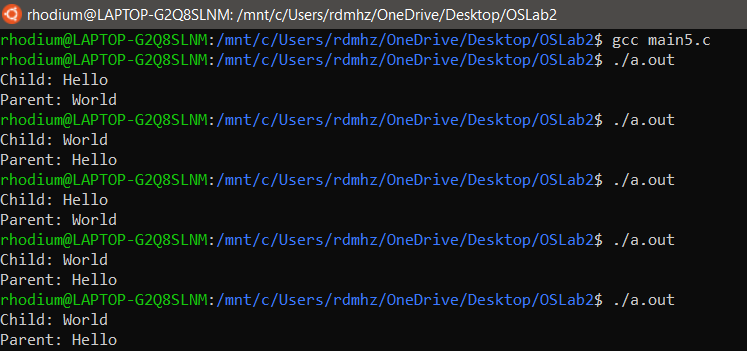 rhodium@LAPTOP-G2Q8SLNM: /mnt/c/Users/rdmhz/OneDrive/Desktop/OSLab2
rhodium@LAPTOP-G2Q8SLNM:/mnt/c/Users/rdmhz/OneDrive/Desktop/OSLab2$ gcc main5.c
rhodium@LAPTOP-G2Q8SLNM:/mnt/c/Users/rdmhz/OneDrive/Desktop/OSLab2$ ./a.out
Child: Hello
Parent: World
rhodium@LAPTOP-G2Q8SLNM:/mnt/c/Users/rdmhz/OneDrive/Desktop/OSLab2$ ./a.out
Child: World
Parent: Hello
rhodium@LAPTOP-G2Q8SLNM:/mnt/c/Users/rdmhz/OneDrive/Desktop/OSLab2$ ./a.out
Child: Hello
Parent: World
rhodium@LAPTOP-G2Q8SLNM:/mnt/c/Users/rdmhz/OneDrive/Desktop/OSLab2$ ./a.out
Child: World
Parent: Hello
rhodium@LAPTOP-G2Q8SLNM:/mnt/c/Users/rdmhz/OneDrive/Desktop/OSLab2$ ./a.out
Child: World
Parent: Hello